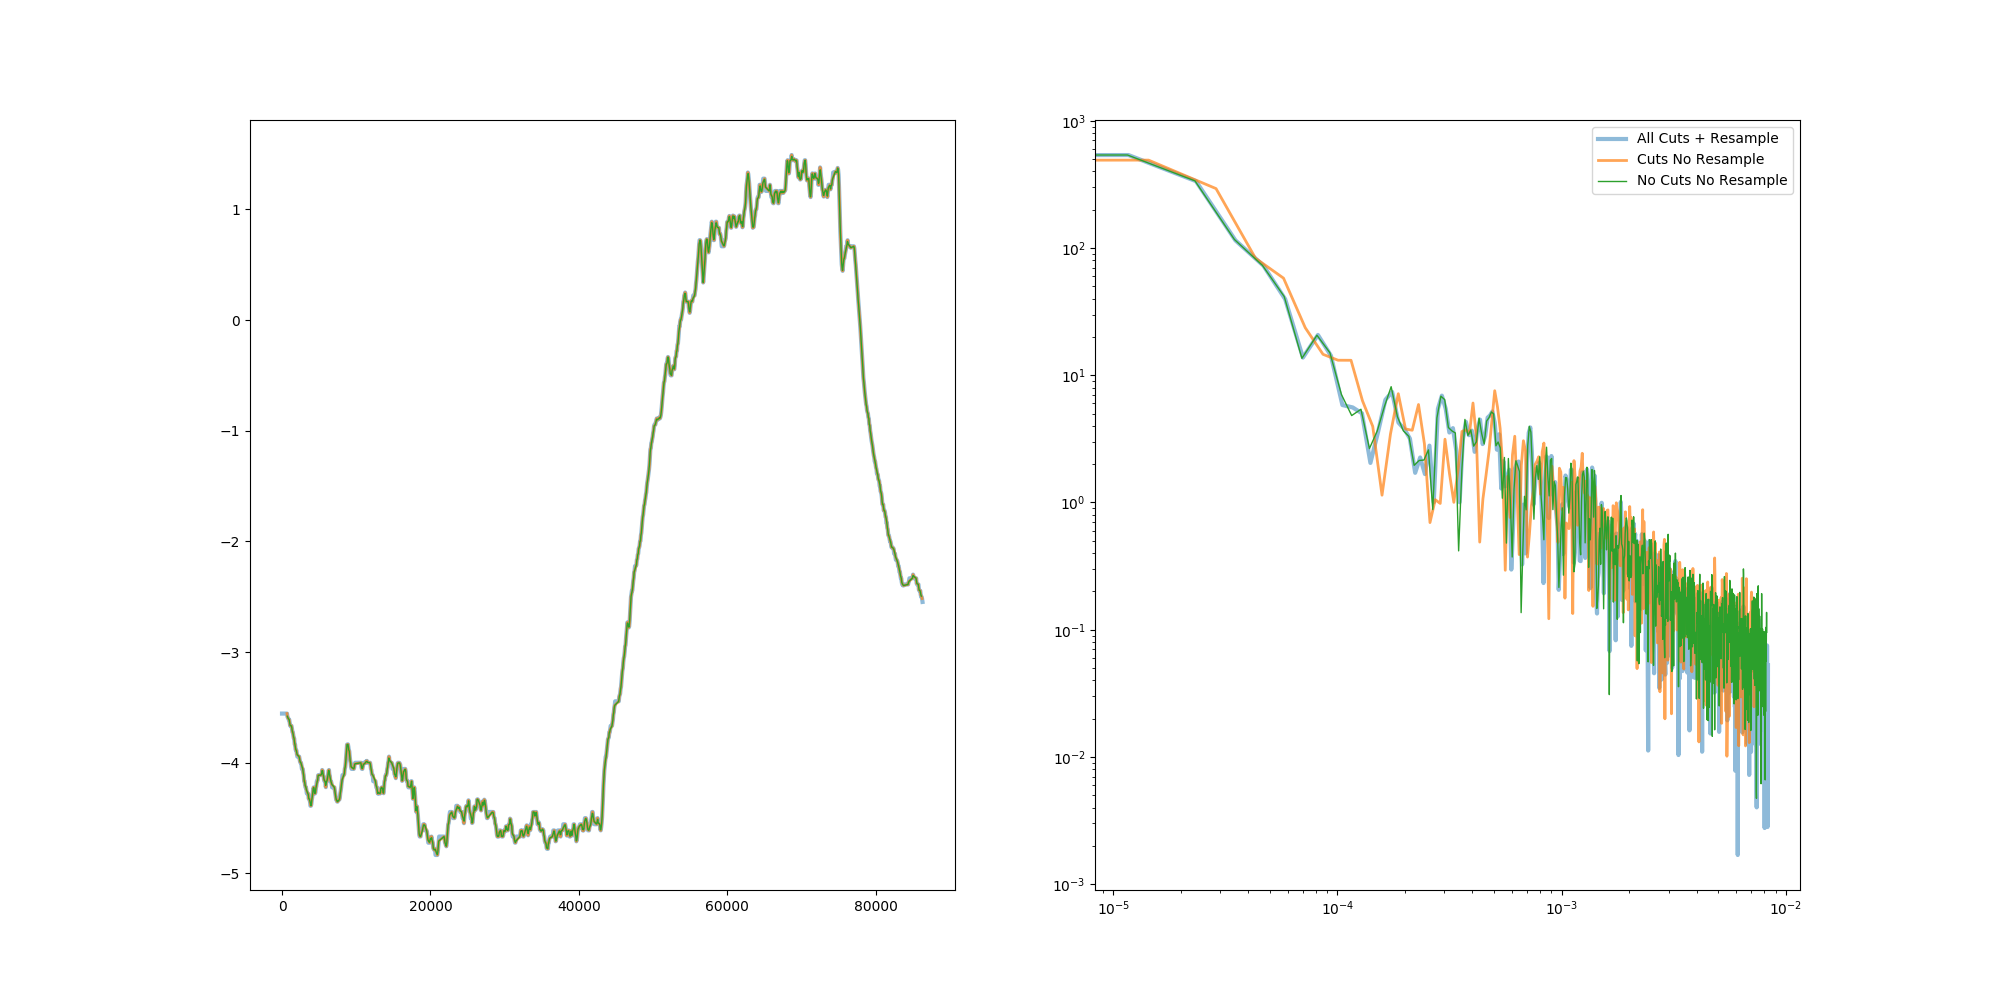 1
0
−1
−2
−3
−4
−5
0 20000 40000 60000 80000
10³
10²
10¹
10⁰
10⁻¹
10⁻²
10⁻³
10⁻⁵ 10⁻⁴ 10⁻³ 10⁻²
All Cuts + Resample
Cuts No Resample
No Cuts No Resample